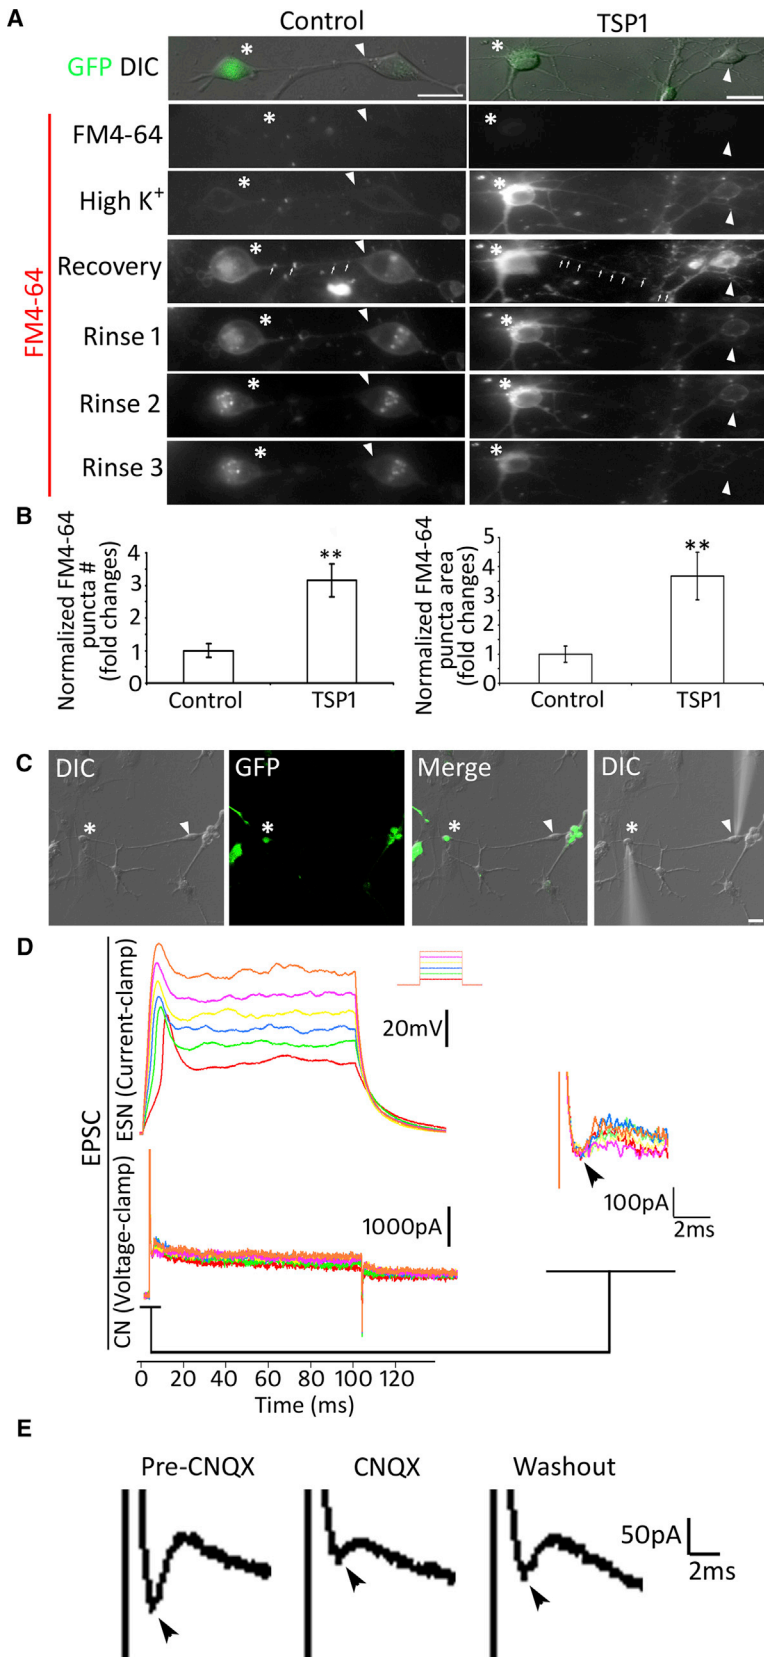 A
Control
TSP1
GFP DIC
*
*
FM4-64
FM4-64
*
*
High K+
*
*
Recovery
*
*
Rinse 1
*
*
Rinse 2
*
*
Rinse 3
*
*
B
Normalized FM4-64
puncta #
(fold changes)
4
3
2
1
0
**
Control
TSP1
Normalized FM4-64
puncta area
(fold changes)
5
4
3
2
1
0
**
Control
TSP1
C
DIC
GFP
Merge
DIC
*
*
*
*
D
EPSC
ESN (Current-clamp)
20mV
CN (Voltage-clamp)
1000pA
100pA
2ms
0 20 40 60 80 100 120
Time (ms)
E
Pre-CNQX
CNQX
Washout
50pA
2ms